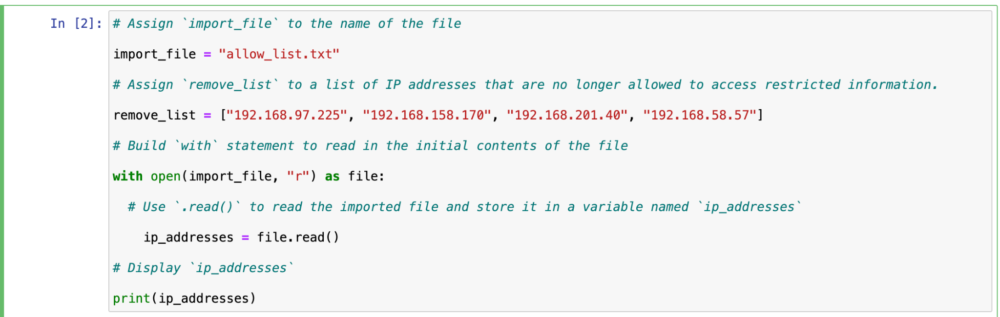 In [2]: # Assign `import_file` to the name of the file
import_file = "allow_list.txt"
# Assign `remove_list` to a list of IP addresses that are no longer allowed to access restricted information.
remove_list = ["192.168.97.225", "192.168.158.170", "192.168.201.40", "192.168.58.57"]
# Build `with` statement to read in the initial contents of the file
with open(import_file, "r") as file:
  # Use `.read()` to read the imported file and store it in a variable named `ip_addresses`
    ip_addresses = file.read()
# Display `ip_addresses`
print(ip_addresses)